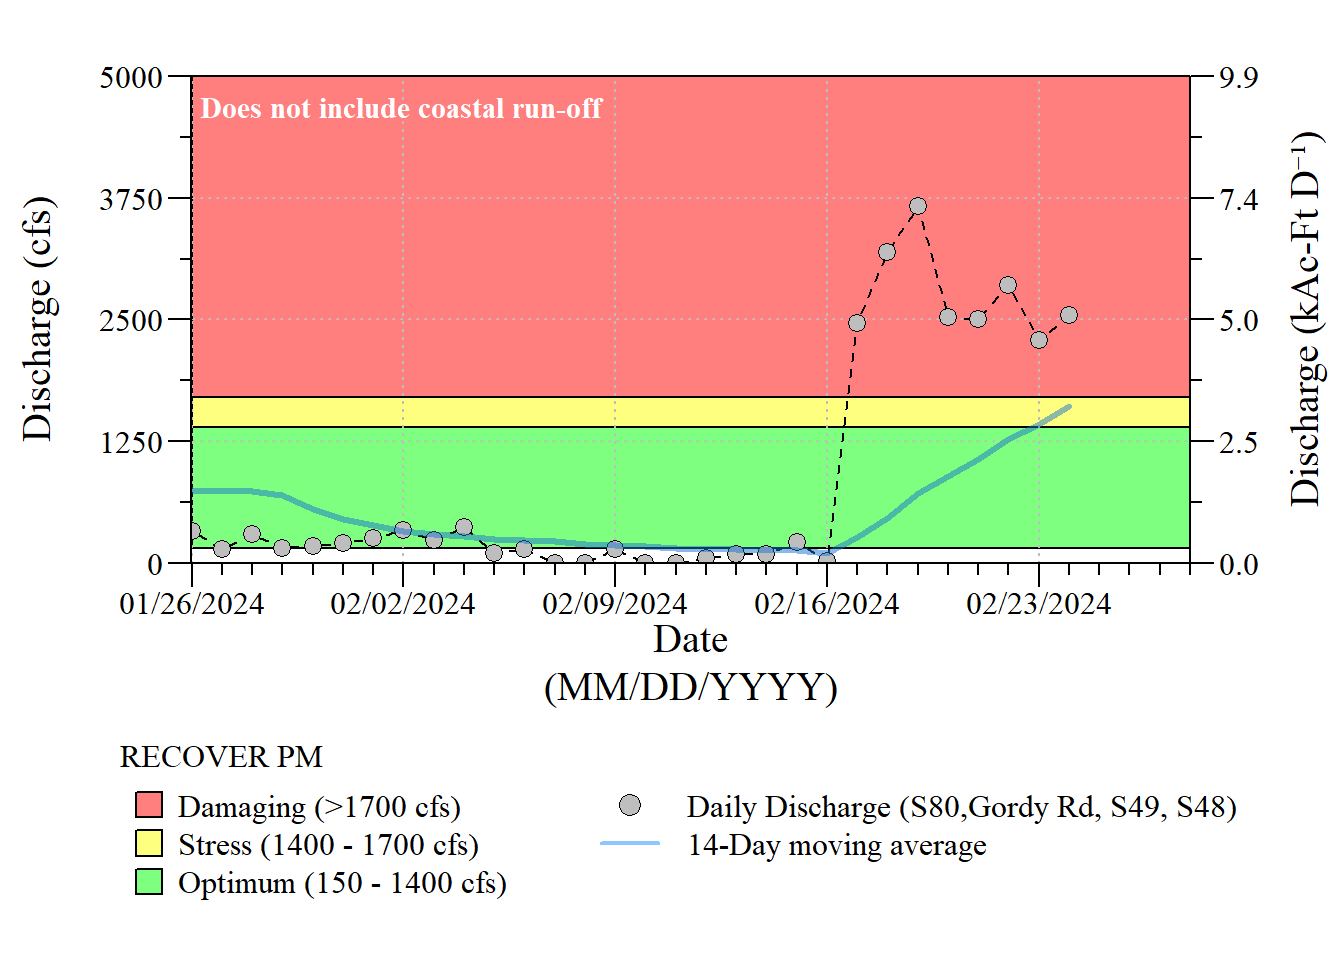 Does not include coastal run-off
5000
3750
2500
1250
0
Discharge (cfs)
9.9
7.4
5.0
2.5
0.0
Discharge (kAc-Ft D⁻¹)
01/26/2024 02/02/2024 02/09/2024 02/16/2024 02/23/2024
Date
(MM/DD/YYYY)
RECOVER PM
Damaging (>1700 cfs)
Stress (1400 - 1700 cfs)
Optimum (150 - 1400 cfs)
Daily Discharge (S80,Gordy Rd, S49, S48)
14-Day moving average